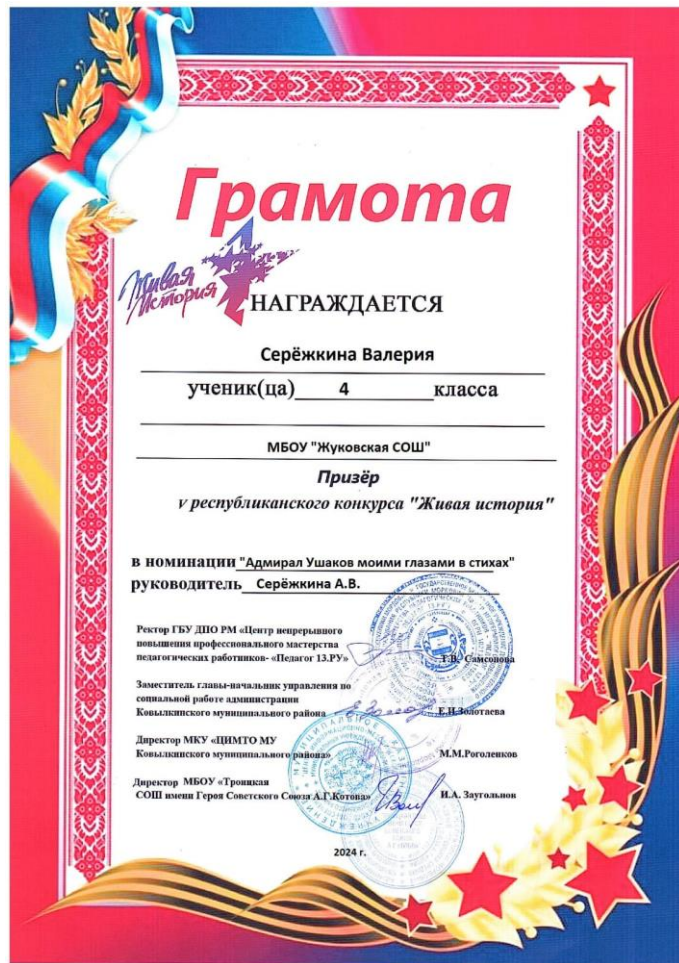 Грамота
Живая
История
НАГРАЖДАЕТСЯ
Серёжкина Валерия
ученик(ца) 4 класса
МБОУ "Жуковская СОШ"
Призёр
v республиканского конкурса "Живая история"
в номинации "Адмирал Ушаков моими глазами в стихах"
руководитель Серёжкина А.В.
Ректор ГБУ ДПО РМ «Центр непрерывного
повышения профессионального мастерства
педагогических работников- «Педагог 13.РУ» Т.В. Самсонова
Заместитель главы-начальник управления по
социальной работе администрации
Ковылкинского муниципального района Е.И.Золотаева
Директор МКУ «ЦИМТО МУ
Ковылкинского муниципального района» М.М.Роголенков
Директор МБОУ «Троицкая
СОШ имени Героя Советского Союза А.Г.Котова» И.А. Заугольнов
2024 г.